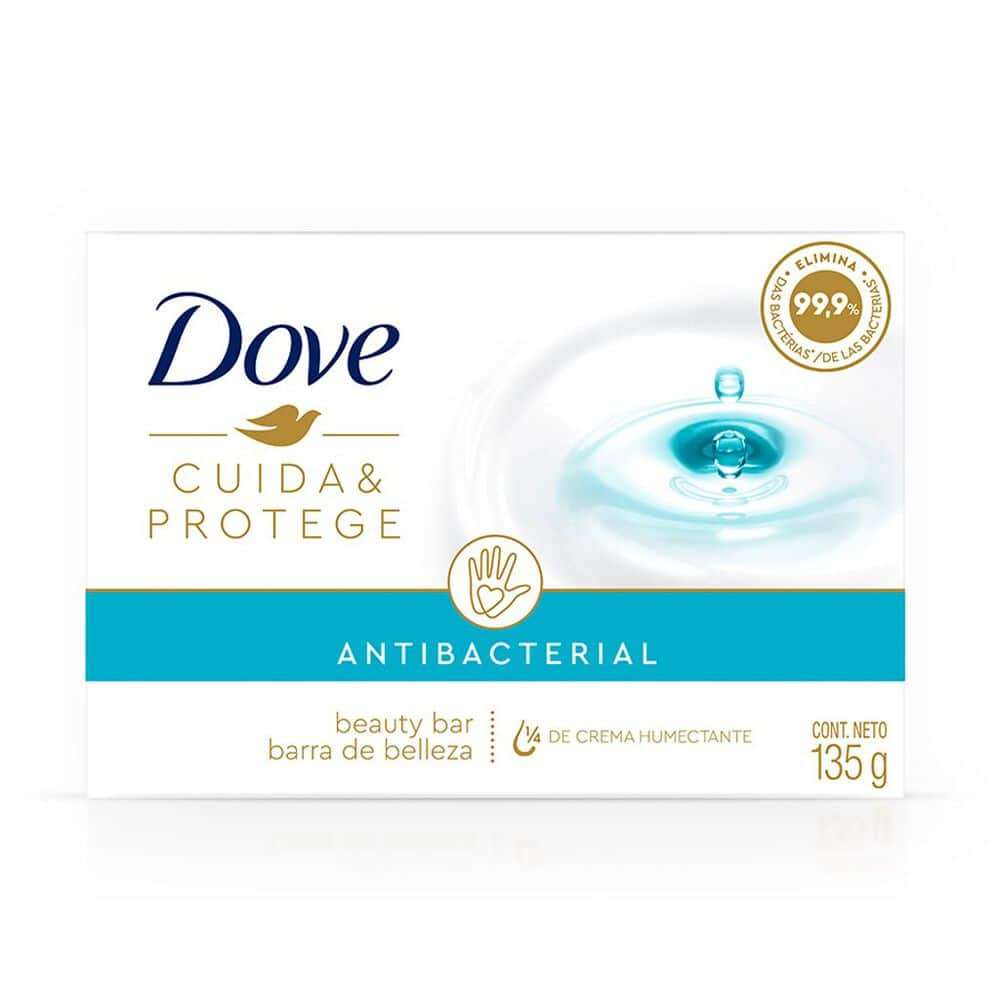 Dove
CUIDA &
PROTEGE
ELIMINA
99,9%
DAS BACTÉRIAS*/DE LAS BACTERIAS*
ANTIBACTERIAL
beauty bar
barra de belleza
1/4 DE CREMA HUMECTANTE
CONT. NETO
135 g